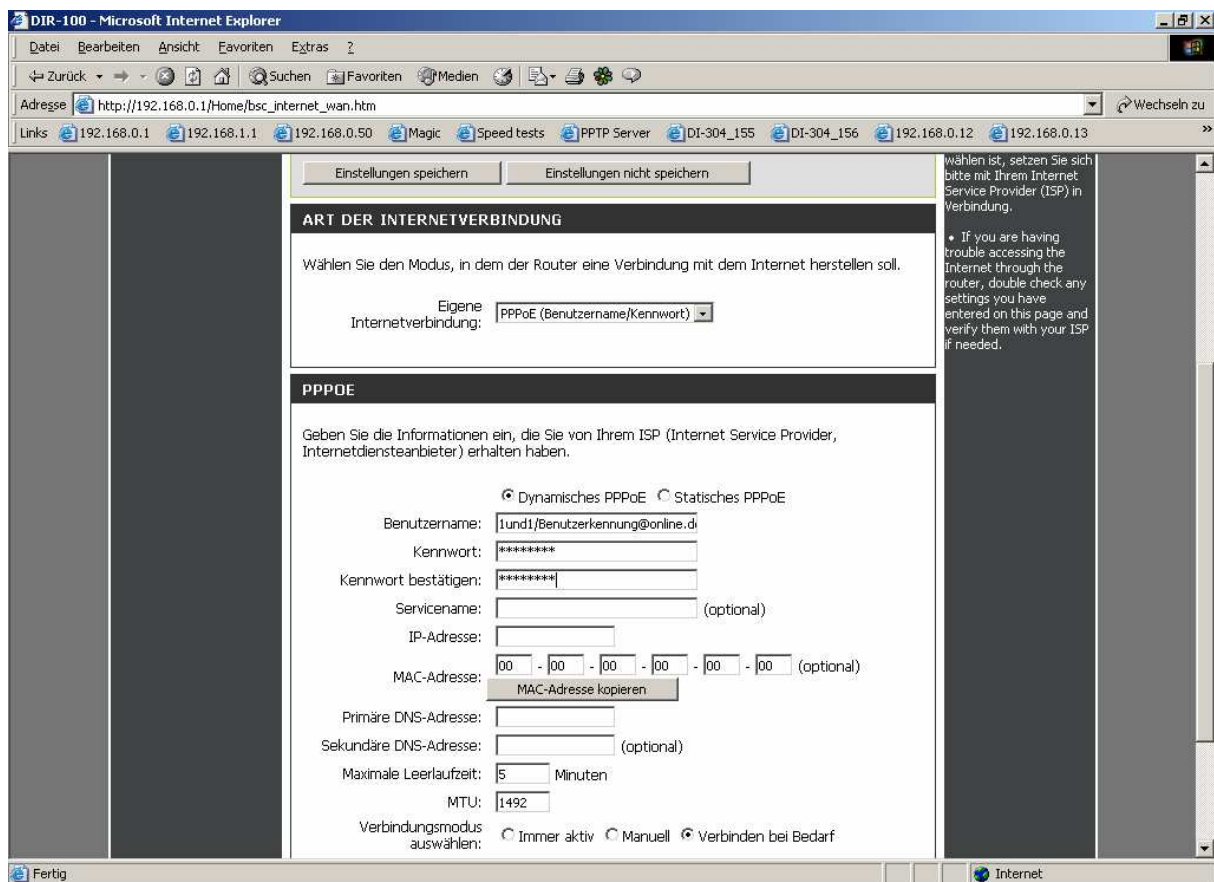 DIR-100 - Microsoft Internet Explorer
Datei Bearbeiten Ansicht Favoriten Extras ?
Zurück Suchen Favoriten Medien
Adresse http://192.168.0.1/Home/bsc_internet_wan.htm Wechseln zu
Links 192.168.0.1 192.168.1.1 192.168.0.50 Magic Speed tests PPTP Server DI-304_155 DI-304_156 192.168.0.12 192.168.0.13 »
Einstellungen speichern Einstellungen nicht speichern
ART DER INTERNETVERBINDUNG
Wählen Sie den Modus, in dem der Router eine Verbindung mit dem Internet herstellen soll.
Eigene
Internetverbindung: PPPoE (Benutzername/Kennwort)
PPPOE
Geben Sie die Informationen ein, die Sie von Ihrem ISP (Internet Service Provider,
Internetdiensteanbieter) erhalten haben.
Dynamisches PPPoE Statisches PPPoE
Benutzername: 1und1/Benutzerkennung@online.de
Kennwort: ********
Kennwort bestätigen: ********
Servicename: (optional)
IP-Adresse:
MAC-Adresse: 00 - 00 - 00 - 00 - 00 - 00 (optional)
MAC-Adresse kopieren
Primäre DNS-Adresse:
Sekundäre DNS-Adresse: (optional)
Maximale Leerlaufzeit: 5 Minuten
MTU: 1492
Verbindungsmodus
auswählen: Immer aktiv Manuell Verbinden bei Bedarf
wählen ist, setzen Sie sich
bitte mit Ihrem Internet
Service Provider (ISP) in
Verbindung.
• If you are having
trouble accessing the
Internet through the
router, double check any
settings you have
entered on this page and
verify them with your ISP
if needed.
Fertig Internet